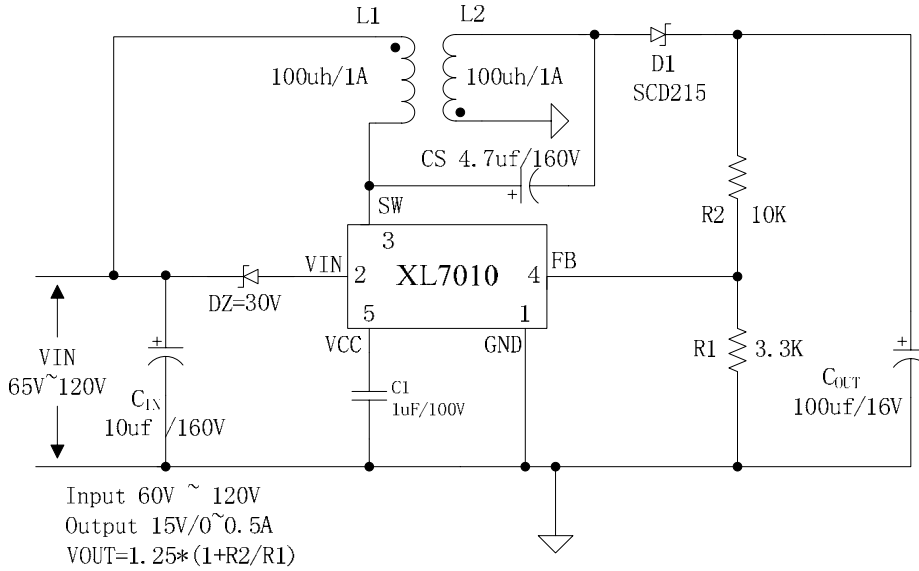 L1
L2
100uh/1A
100uh/1A
D1
SCD215
CS 4.7uf/160V
+
SW
3
R2 10K
VIN
2
XL7010
4
FB
DZ=30V
5
1
VCC
GND
+
VIN
65V~120V
CIN
10uf /160V
C1
1uF/100V
R1
3.3K
+
COUT
100uf/16V
Input 60V ~ 120V
Output 15V/0~0.5A
VOUT=1.25*(1+R2/R1)